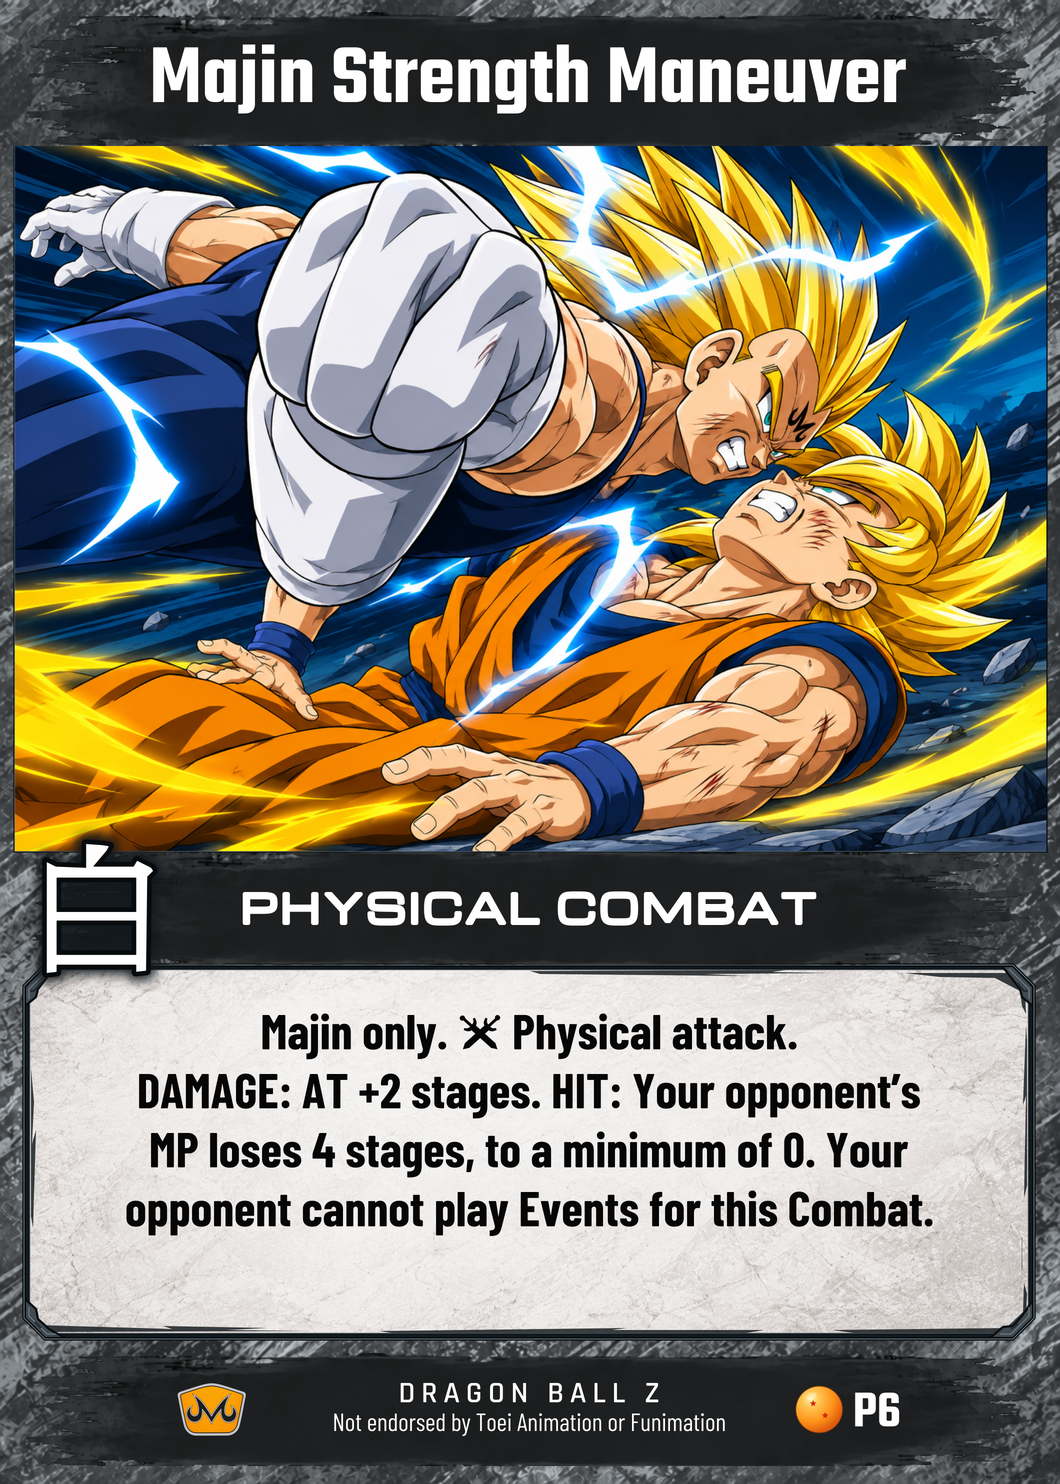 Majin Strength Maneuver
白
PHYSICAL COMBAT
Majin only. Physical attack.
DAMAGE: AT +2 stages. HIT: Your opponent’s
MP loses 4 stages, to a minimum of 0. Your
opponent cannot play Events for this Combat.
DRAGON BALL Z
Not endorsed by Toei Animation or Funimation
P6